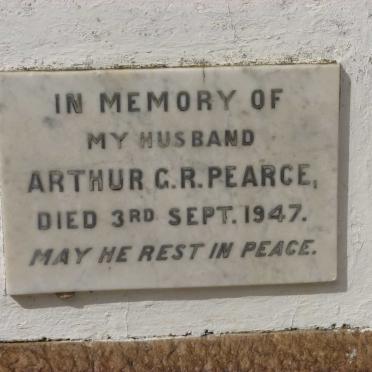 IN MEMORY OF
MY HUSBAND
ARTHUR G.R. PEARCE,
DIED 3RD SEPT. 1947.
MAY HE REST IN PEACE.